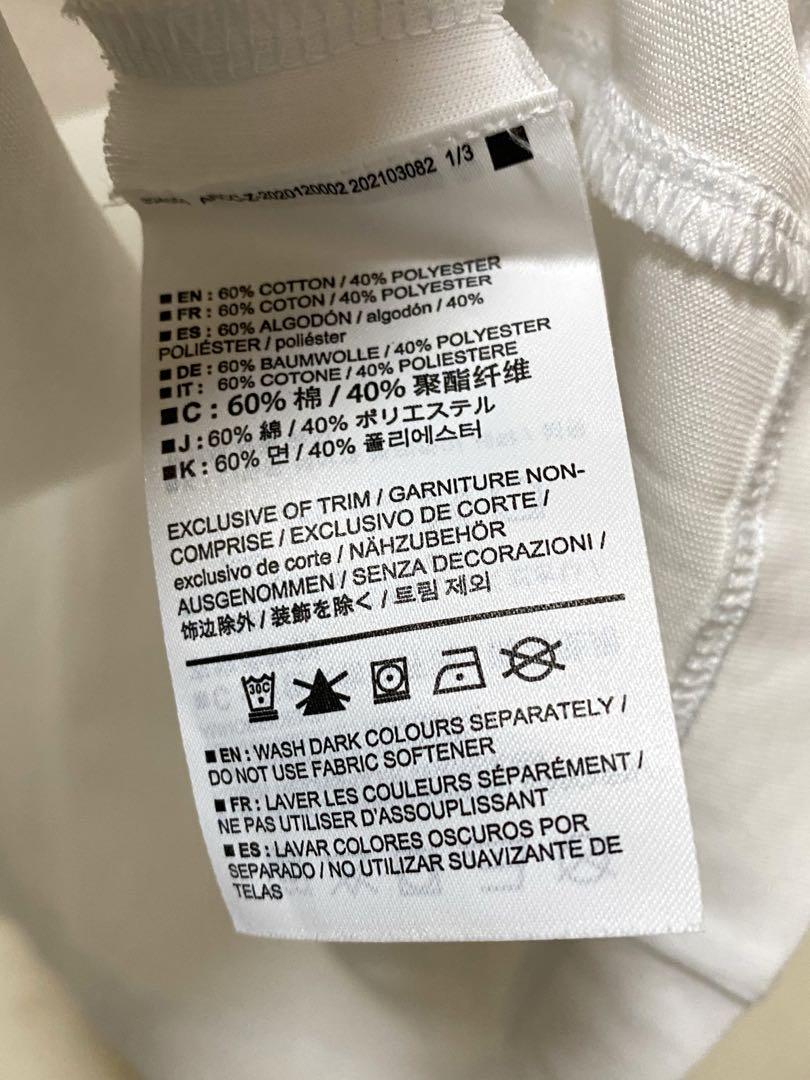 202103082 1/3
■ EN : 60% COTTON / 40% POLYESTER
■ FR : 60% COTON / 40% POLYESTER
■ ES : 60% ALGODÓN / algodón / 40%
POLIÉSTER / poliéster
■ DE : 60% BAUMWOLLE / 40% POLYESTER
■ IT : 60% COTONE / 40% POLIESTERE
■ C : 60% 棉 / 40% 聚酯纤维
■ J : 60% 綿 / 40% ポリエステル
■ K : 60% 면 / 40% 폴리에스터
EXCLUSIVE OF TRIM / GARNITURE NON-
COMPRISE / EXCLUSIVO DE CORTE /
exclusivo de corte / NÄHZUBEHÖR
AUSGENOMMEN / SENZA DECORAZIONI /
饰边除外 / 装飾を除く / 트림 제외
30C
■ EN : WASH DARK COLOURS SEPARATELY /
DO NOT USE FABRIC SOFTENER
■ FR : LAVER LES COULEURS SÉPARÉMENT /
NE PAS UTILISER D'ASSOUPLISSANT
■ ES : LAVAR COLORES OSCUROS POR
SEPARADO / NO UTILIZAR SUAVIZANTE DE
TELAS